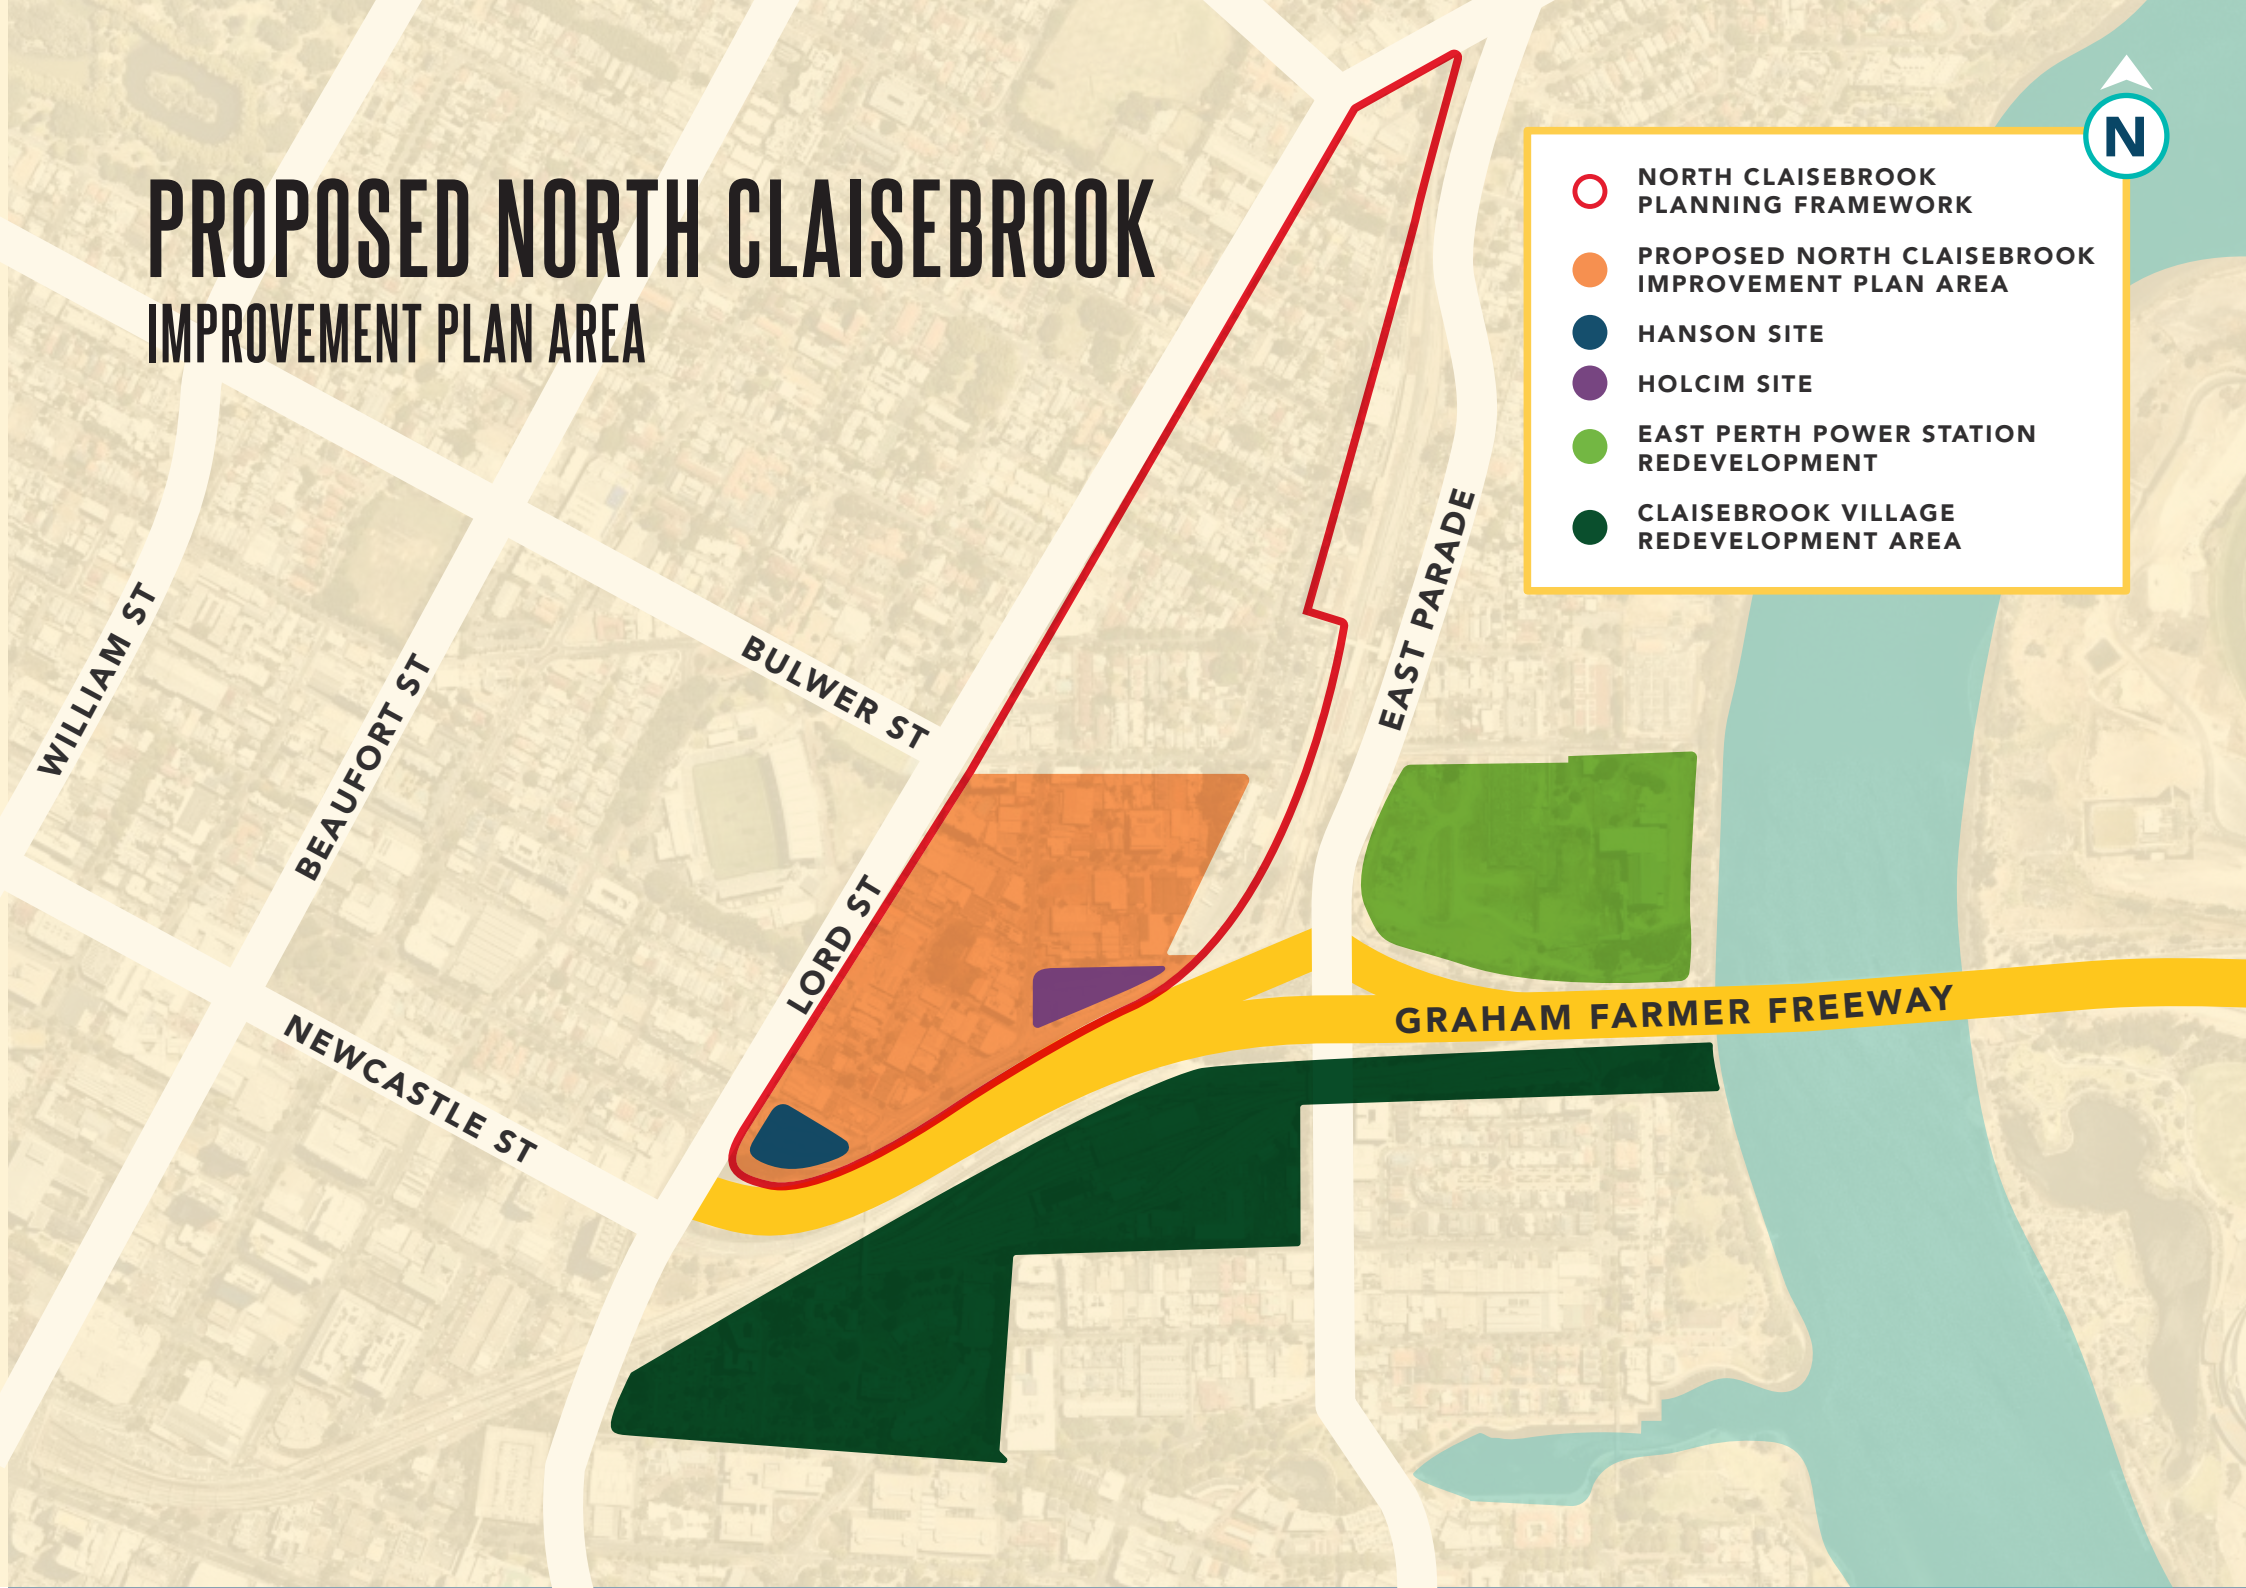 PROPOSED NORTH CLAISEBROOK
IMPROVEMENT PLAN AREA
N
NORTH CLAISEBROOK
PLANNING FRAMEWORK
PROPOSED NORTH CLAISEBROOK
IMPROVEMENT PLAN AREA
HANSON SITE
HOLCIM SITE
EAST PERTH POWER STATION
REDEVELOPMENT
CLAISEBROOK VILLAGE
REDEVELOPMENT AREA
WILLIAM ST
BEAUFORT ST
BULWER ST
EAST PARADE
LORD ST
NEWCASTLE ST
GRAHAM FARMER FREEWAY